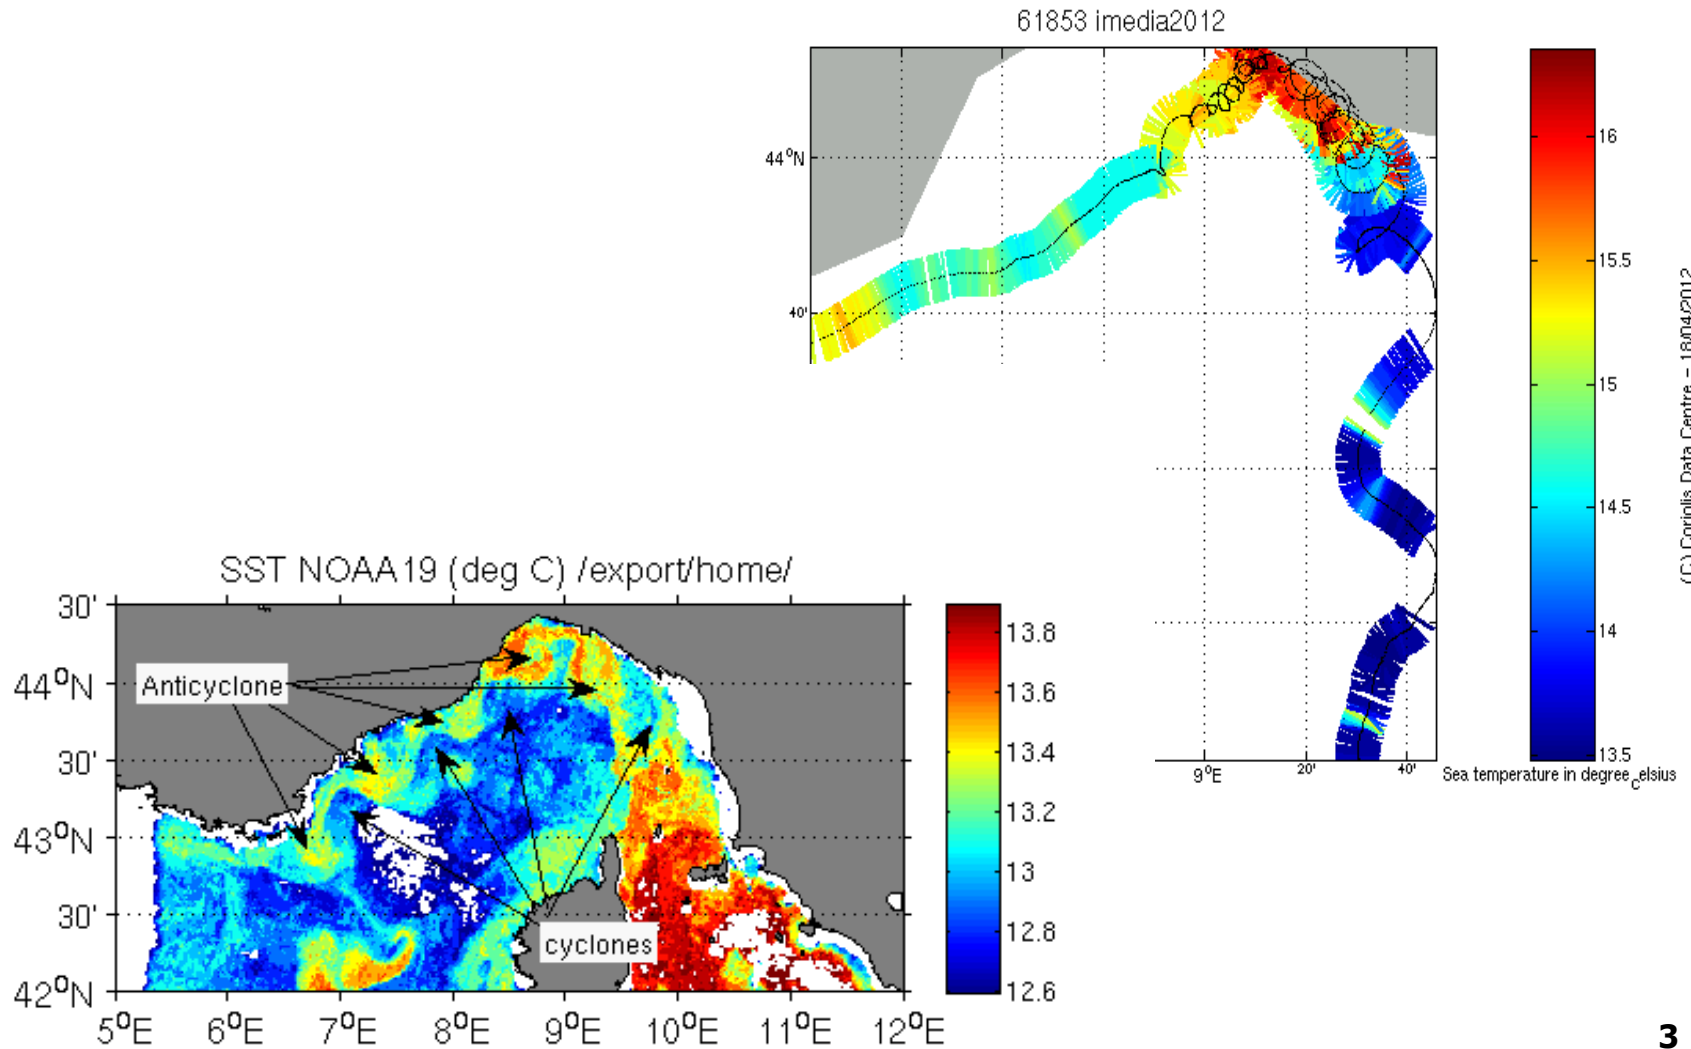 61853 imedia2012
44°N
40'
9°E
20'
40'
16
15.5
15
14.5
14
13.5
Sea temperature in degree Celsius
(C) Coriolis Data Centre - 18/04/2012
SST NOAA19 (deg C) /export/home/
30'
44°N
30'
43°N
30'
42°N
5°E
6°E
7°E
8°E
9°E
10°E
11°E
12°E
Anticyclone
cyclones
13.8
13.6
13.4
13.2
13
12.8
12.6
3